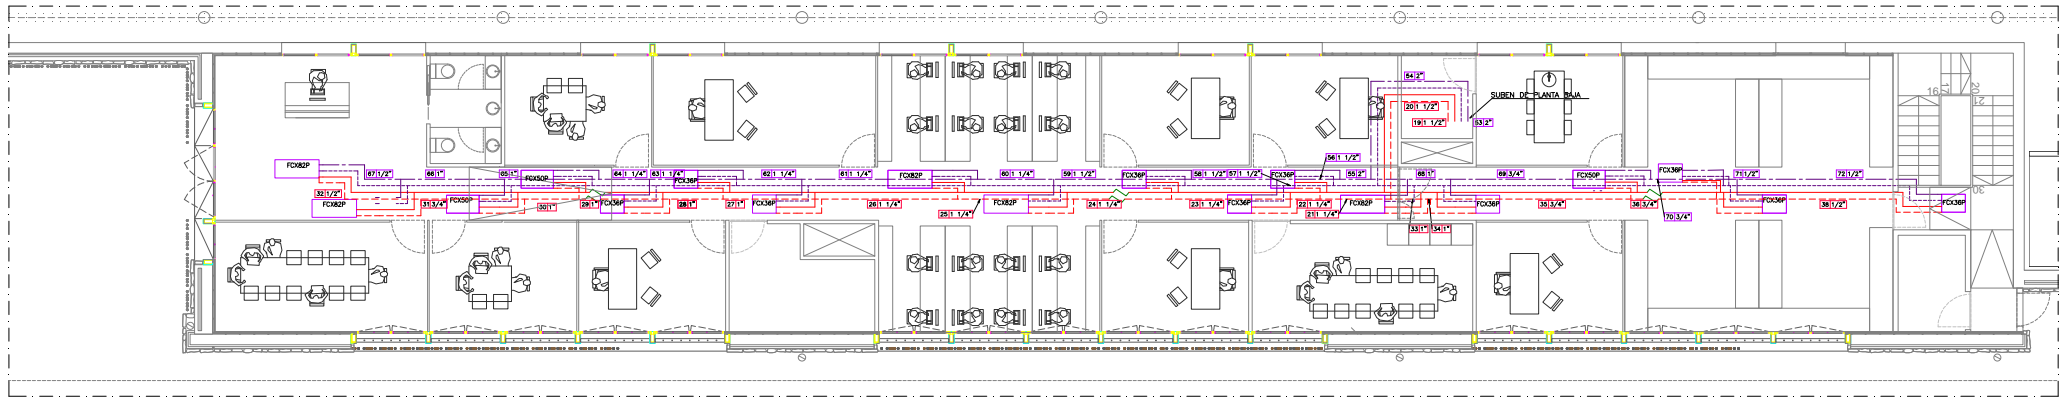 54 2"
20 1 1/2"
19 1 1/2"
SUBEN DE PLANTA BAJA
53 2"
16
17
20
21
30
FCX82P
67 1/2"
66 1"
65 1"
FCX50P
64 1 1/4"
63 1 1/4"
FCX36P
62 1 1/4"
61 1 1/4"
FCX82P
60 1 1/4"
59 1 1/2"
FCX36P
58 1 1/2"
57 1 1/2"
FCX36P
56 1 1/2"
55 2"
68 1"
69 3/4"
FCX50P
FCX36P
71 1/2"
72 1/2"
32 1/2"
FCX82P
31 3/4"
FCX50P
30 1"
29 1"
FCX36P
28 1"
27 1"
FCX36P
26 1 1/4"
25 1 1/4"
FCX82P
24 1 1/4"
23 1 1/4"
FCX36P
22 1 1/4"
21 1 1/4"
FCX82P
33 1"
34 1"
FCX36P
35 3/4"
36 3/4"
70 3/4"
FCX36P
38 1/2"
FCX36P